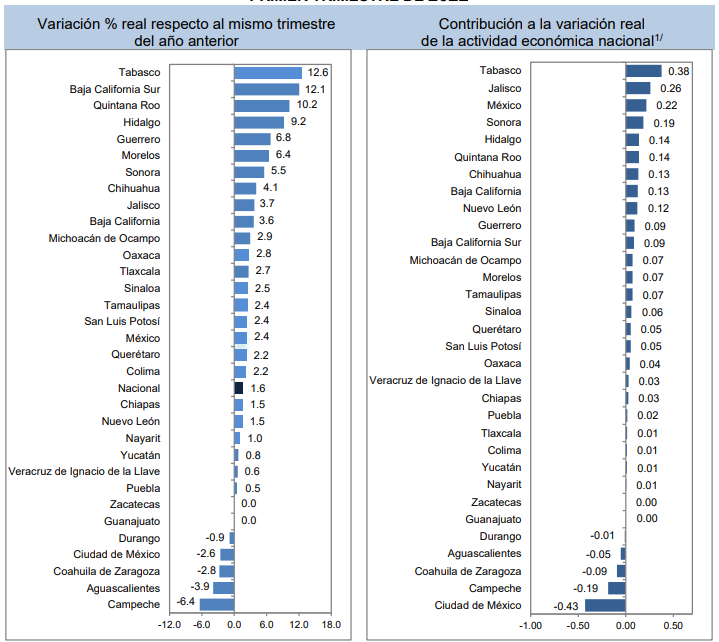 PRIMER TRIMESTRE DE 2022
Variación % real respecto al mismo trimestre
del año anterior
Tabasco 12.6
Baja California Sur 12.1
Quintana Roo 10.2
Hidalgo 9.2
Guerrero 6.8
Morelos 6.4
Sonora 5.5
Chihuahua 4.1
Jalisco 3.7
Baja California 3.6
Michoacán de Ocampo 2.9
Oaxaca 2.8
Tlaxcala 2.7
Sinaloa 2.5
Tamaulipas 2.4
San Luis Potosí 2.4
México 2.4
Querétaro 2.2
Colima 2.2
Nacional 1.6
Chiapas 1.5
Nuevo León 1.5
Nayarit 1.0
Yucatán 0.8
Veracruz de Ignacio de la Llave 0.6
Puebla 0.5
Zacatecas 0.0
Guanajuato 0.0
Durango -0.9
Ciudad de México -2.6
Coahuila de Zaragoza -2.8
Aguascalientes -3.9
Campeche -6.4
-12.0 -6.0 0.0 6.0 12.0 18.0
Contribución a la variación real
de la actividad económica nacional1/
Tabasco 0.38
Jalisco 0.26
México 0.22
Sonora 0.19
Hidalgo 0.14
Quintana Roo 0.14
Chihuahua 0.13
Baja California 0.13
Nuevo León 0.12
Guerrero 0.09
Baja California Sur 0.09
Michoacán de Ocampo 0.07
Morelos 0.07
Tamaulipas 0.07
Sinaloa 0.06
Querétaro 0.05
San Luis Potosí 0.05
Oaxaca 0.04
Veracruz de Ignacio de la Llave 0.03
Chiapas 0.03
Puebla 0.02
Tlaxcala 0.01
Colima 0.01
Yucatán 0.01
Nayarit 0.01
Zacatecas 0.00
Guanajuato 0.00
Durango -0.01
Aguascalientes -0.05
Coahuila de Zaragoza -0.09
Campeche -0.19
Ciudad de México -0.43
-1.00 -0.50 0.00 0.50